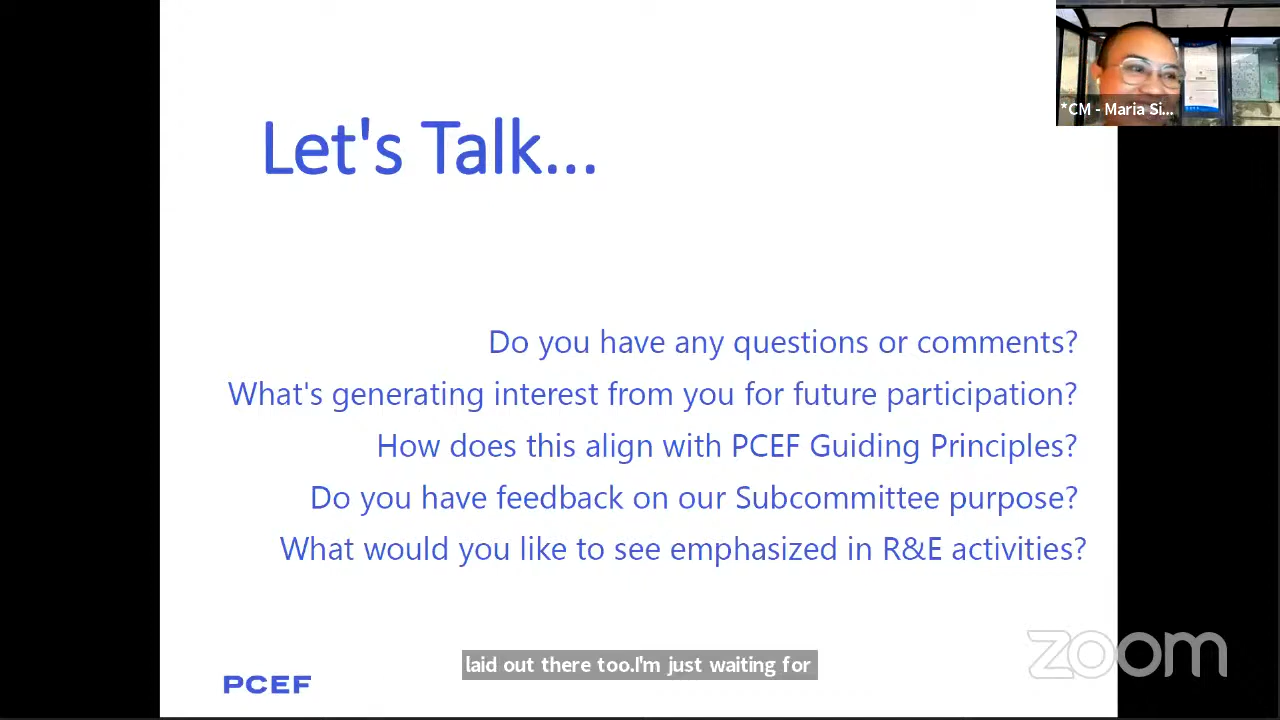 *CM - Maria Si...
Let's Talk...
Do you have any questions or comments?
What's generating interest from you for future participation?
How does this align with PCEF Guiding Principles?
Do you have feedback on our Subcommittee purpose?
What would you like to see emphasized in R&E activities?
zoom
laid out there too.I'm just waiting for
PCEF